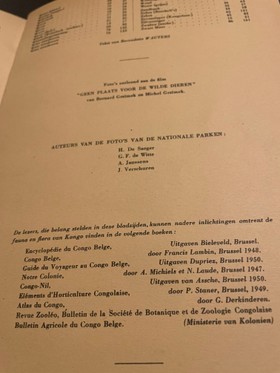 Foto's ontleend aan de film
"GEEN PLAATS VOOR DE WILDE DIEREN"
van Bernard Grzimek en Michel Grzimek.
AUTEURS VAN DE FOTO'S VAN DE NATIONALE PARKEN:
H. De Saeger
G. F. de Witte
A. Janssens
J. Verschuren
De lezers, die belang stellen in deze bladzijden, kunnen nadere inlichtingen omtrent de
fauna en flora van Kongo vinden in de volgende boeken:
Encyclopédie du Congo Belge, Uitgaven Bieleveld, Brussel.
Congo Belge, door Francis Lambin, Brussel 1948.
Guide du Voyageur au Congo Belge, Uitgaven Dupriez, Brussel 1950.
Notre Colonie, door A. Michiels et N. Laude, Brussel 1947.
Congo-Nil, Uitgaven van Assche, Brussel 1950.
Eléments d'Horticulture Congolaise, door P. Staner, Brussel, 1949.
Atlas du Congo, door G. Derkinderen.
Revue Zooléo, Bulletin de la Société de Botanique et de Zoologie Congolaise
Bulletin Agricole du Congo Belge. (Ministerie van Koloniën)